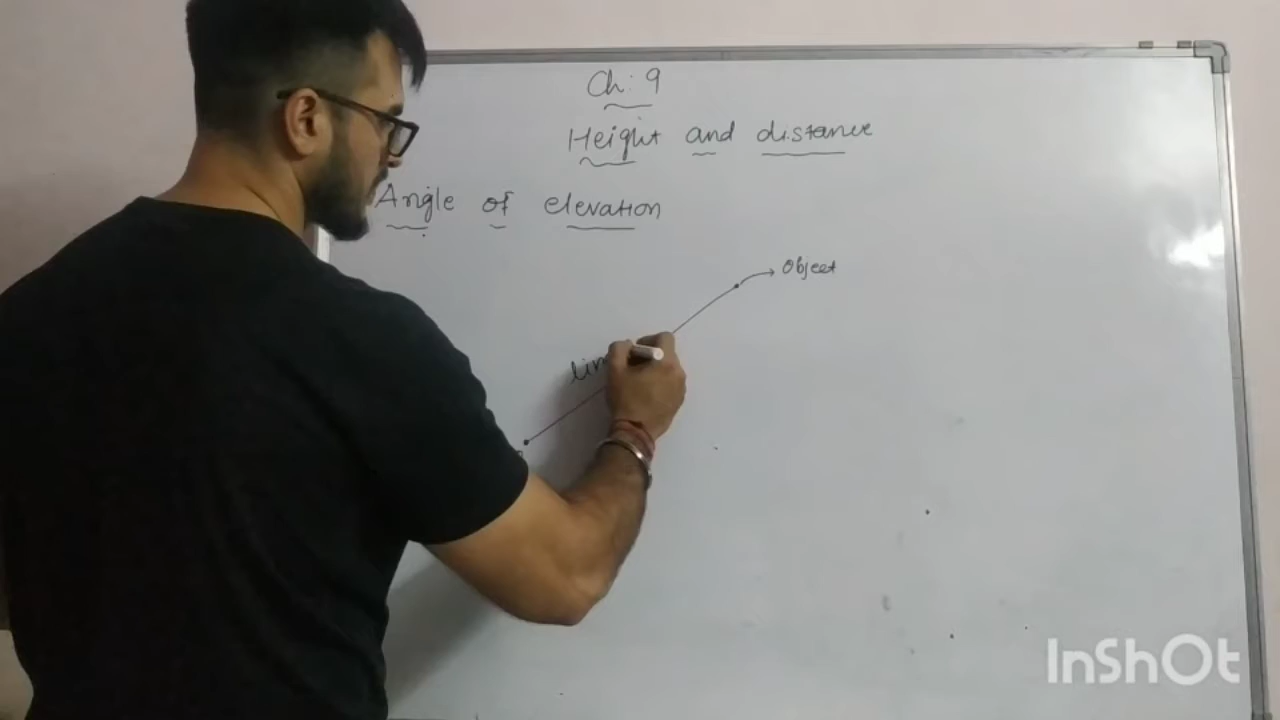 Ch: 9
Height and distance
Angle of elevation
Object
InShOt